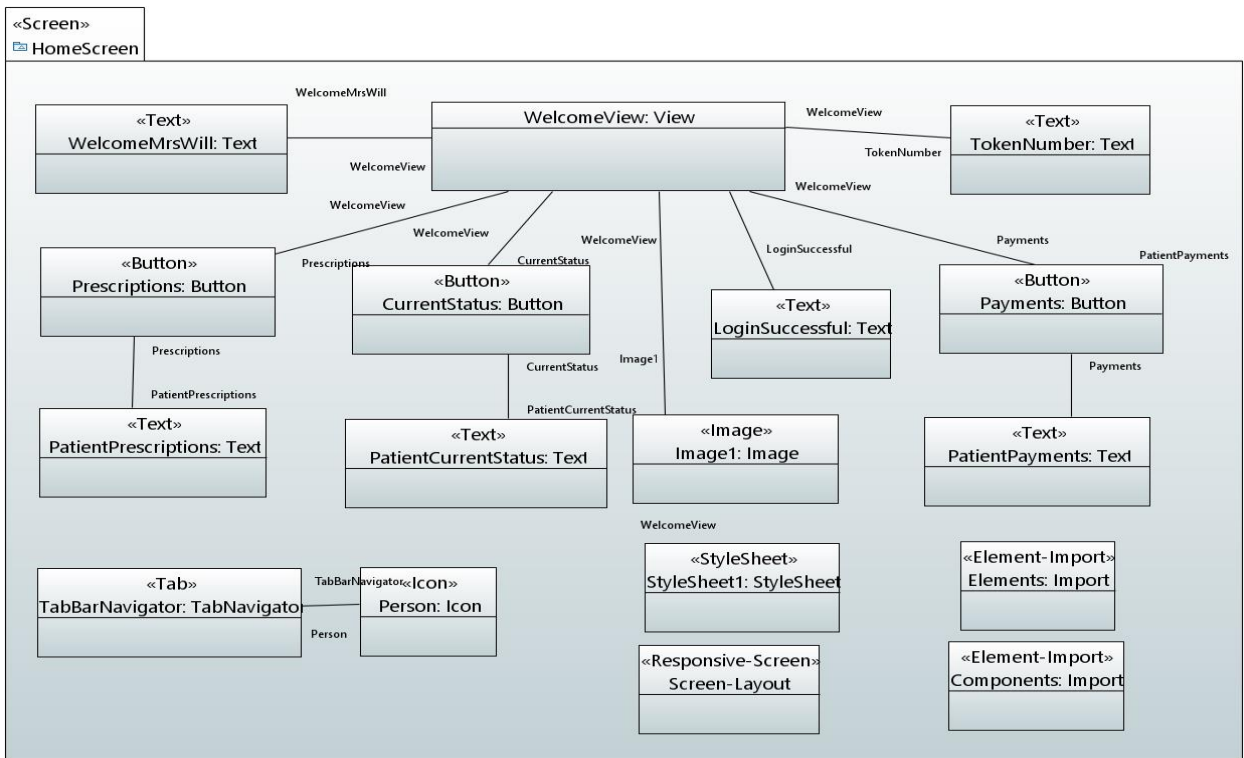 «Screen»
HomeScreen
WelcomeMrsWill
«Text»
WelcomeMrsWill: Text
WelcomeView: View
WelcomeView
«Text»
TokenNumber: Text
TokenNumber
WelcomeView
WelcomeView
WelcomeView
WelcomeView
WelcomeView
Prescriptions
CurrentStatus
LoginSuccessful
Payments
PatientPayments
«Button»
Prescriptions: Button
«Button»
CurrentStatus: Button
«Text»
LoginSuccessful: Text
«Button»
Payments: Button
Prescriptions
CurrentStatus
Image1
Payments
PatientPrescriptions
PatientCurrentStatus
«Text»
PatientPrescriptions: Text
«Text»
PatientCurrentStatus: Text
«Image»
Image1: Image
«Text»
PatientPayments: Text
WelcomeView
«StyleSheet»
StyleSheet1: StyleSheet
«Element-Import»
Elements: Import
«Tab»
TabBarNavigator: TabNavigato
TabBarNavigator
«Icon»
Person: Icon
Person
«Responsive-Screen»
Screen-Layout
«Element-Import»
Components: Import